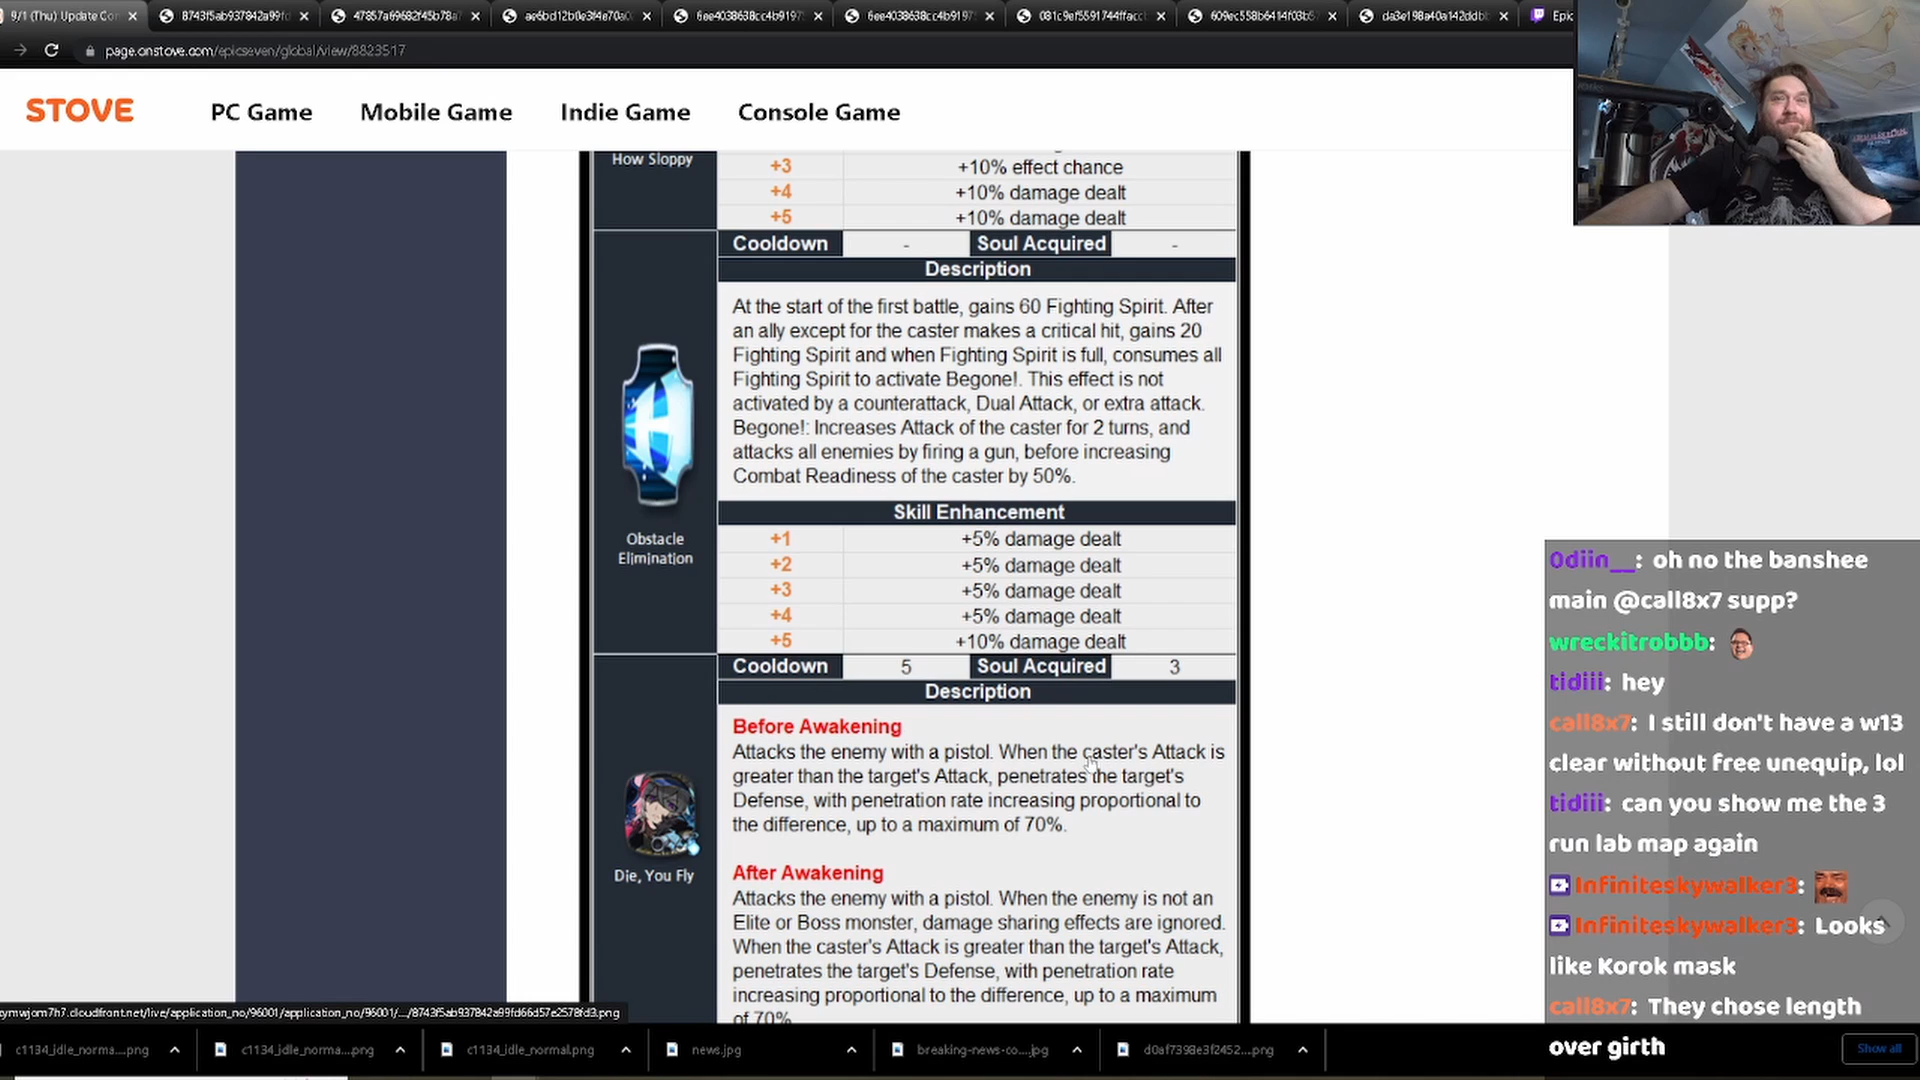 9/1 (Thu) Update Con
8743f5ab937842a99fd
47857a69682f45b78a7
ae6bd12b0e3f4e70a0
6ee4038638cc4b9197
6ee4038638cc4b9197
081c9ef5591744ffacc
609ec558b6414f03b5
da3e198a40a142ddbb
Epic
page.onstove.com/epicseven/global/view/8823517
STOVE
PC Game
Mobile Game
Indie Game
Console Game
How Sloppy
+3 +10% effect chance
+4 +10% damage dealt
+5 +10% damage dealt
Cooldown - Soul Acquired -
Description
At the start of the first battle, gains 60 Fighting Spirit. After
an ally except for the caster makes a critical hit, gains 20
Fighting Spirit and when Fighting Spirit is full, consumes all
Fighting Spirit to activate Begone!. This effect is not
activated by a counterattack, Dual Attack, or extra attack.
Begone!: Increases Attack of the caster for 2 turns, and
attacks all enemies by firing a gun, before increasing
Combat Readiness of the caster by 50%.
Obstacle
Elimination
Skill Enhancement
+1 +5% damage dealt
+2 +5% damage dealt
+3 +5% damage dealt
+4 +5% damage dealt
+5 +10% damage dealt
Cooldown 5 Soul Acquired 3
Description
Before Awakening
Attacks the enemy with a pistol. When the caster's Attack is
greater than the target's Attack, penetrates the target's
Defense, with penetration rate increasing proportional to
the difference, up to a maximum of 70%.
Die, You Fly
After Awakening
Attacks the enemy with a pistol. When the enemy is not an
Elite or Boss monster, damage sharing effects are ignored.
When the caster's Attack is greater than the target's Attack,
penetrates the target's Defense, with penetration rate
increasing proportional to the difference, up to a maximum
of 70%
0diin__: oh no the banshee
main @call8x7 supp?
wreckitrobbb:
tidiii: hey
call8x7: I still don't have a w13
clear without free unequip, lol
tidiii: can you show me the 3
run lab map again
Infiniteskywalker3:
Infiniteskywalker3: Looks
like Korok mask
call8x7: They chose length
over girth
xymwjom7h7.cloudfront.net/live/application_no/96001/application_no/96001/.../8743f5ab937842a99fd66d57e2578fd3.png
c1134_idle_norma....png
c1134_idle_norma....png
c1134_idle_normal.png
news.jpg
breaking-news-co....jpg
d0af7398e3f2452....png
Show all